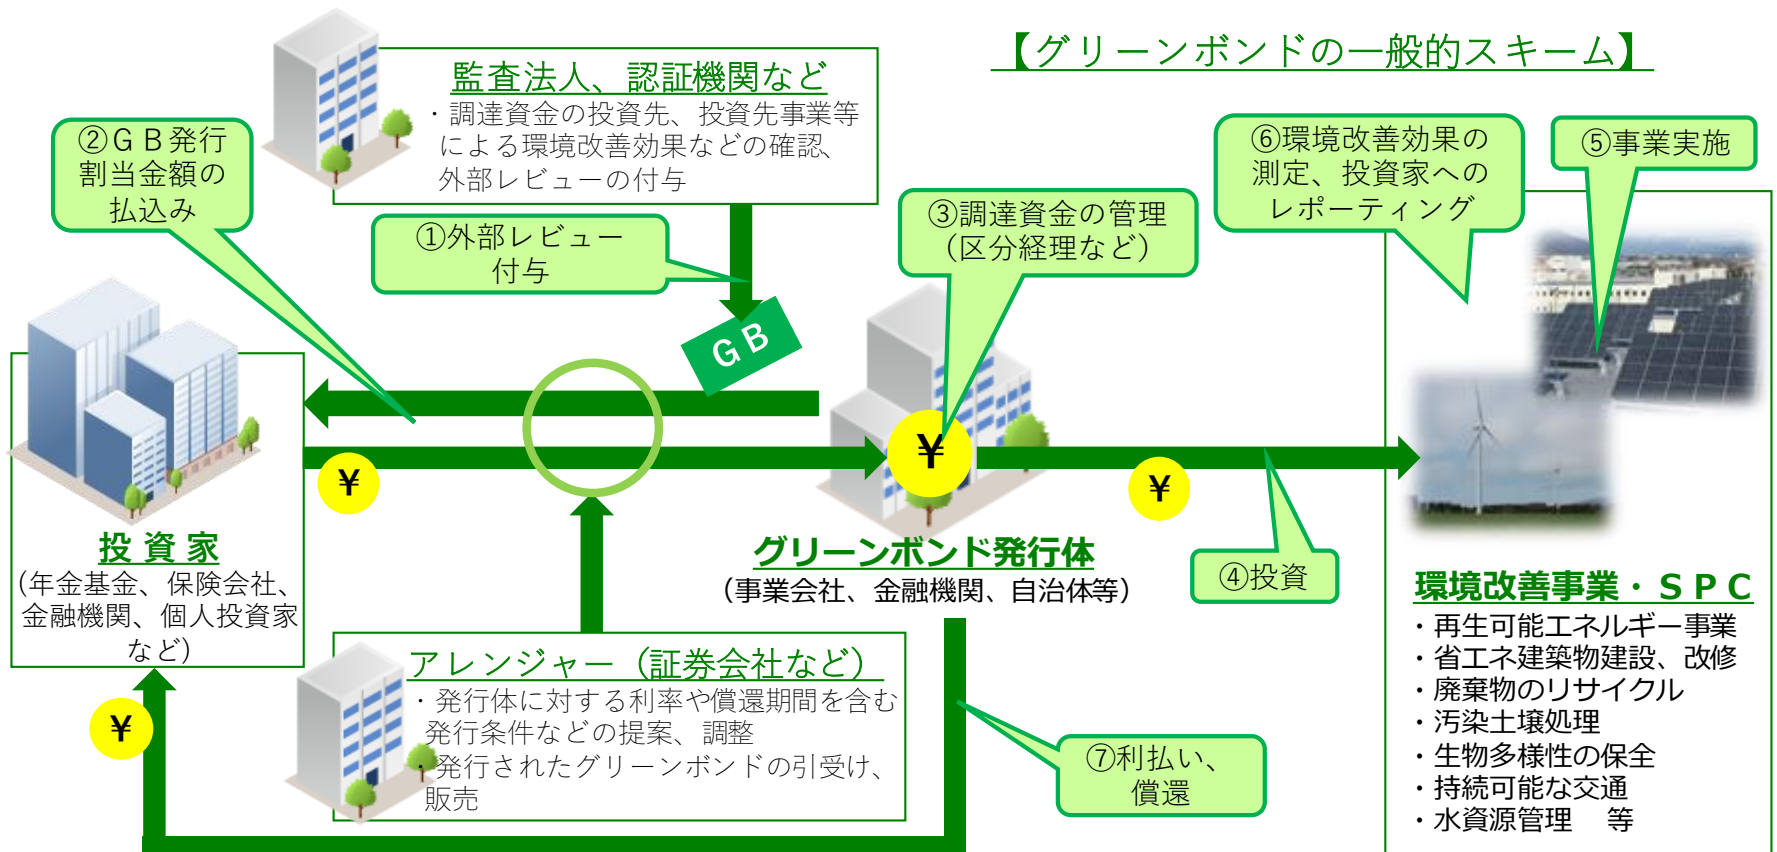 【グリーンボンドの一般的スキーム】
監査法人、認証機関など
・調達資金の投資先、投資先事業等
による環境改善効果などの確認、
外部レビューの付与
②ＧＢ発行
割当金額の
払込み
①外部レビュー
付与
③調達資金の管理
（区分経理など）
⑥環境改善効果の
測定、投資家への
レポーティング
⑤事業実施
ＧＢ
¥
¥
¥
投資家
(年金基金、保険会社、
金融機関、個人投資家
など)
グリーンボンド発行体
（事業会社、金融機関、自治体等）
④投資
環境改善事業・ＳＰＣ
・再生可能エネルギー事業
・省エネ建築物建設、改修
・廃棄物のリサイクル
・汚染土壌処理
・生物多様性の保全
・持続可能な交通
・水資源管理　等
アレンジャー（証券会社など）
・発行体に対する利率や償還期間を含む
発行条件などの提案、調整
・発行されたグリーンボンドの引受け、
販売
¥
⑦利払い、
償還